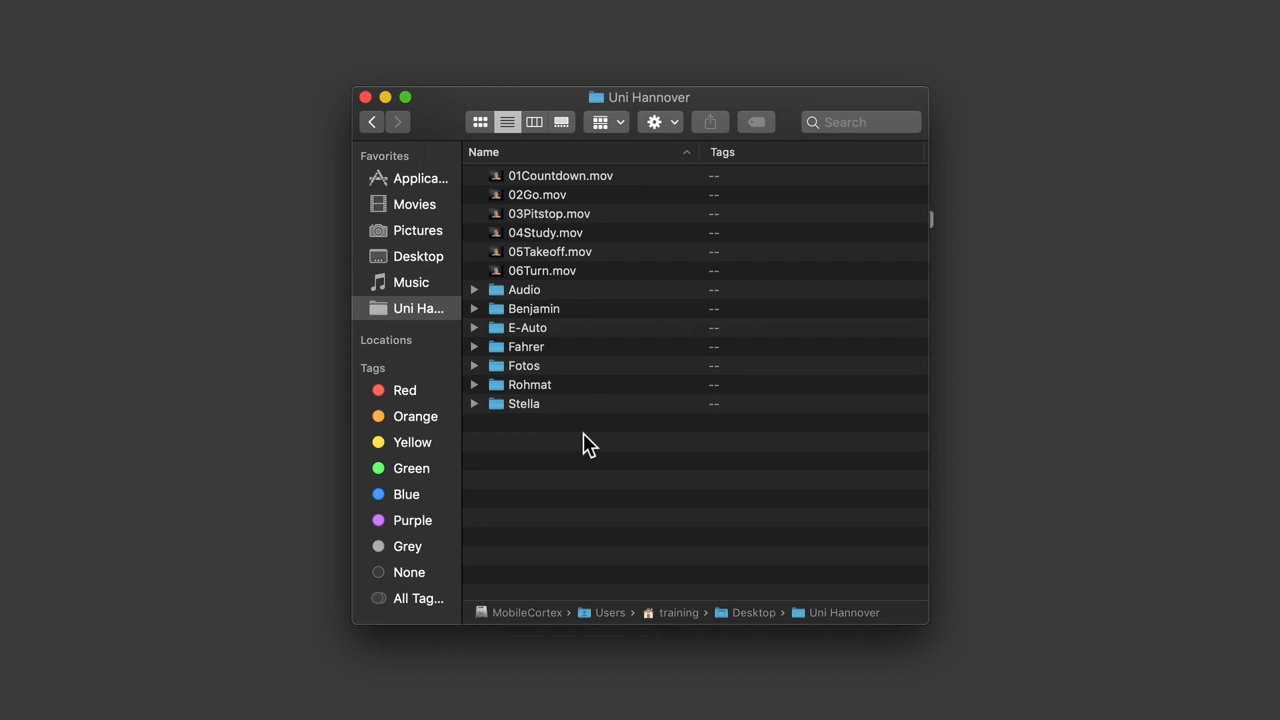 Uni Hannover
Search
Favorites
Applica...
Movies
Pictures
Desktop
Music
Uni Ha...
Locations
Tags
Red
Orange
Yellow
Green
Blue
Purple
Grey
None
All Tag...
Name Tags
01Countdown.mov --
02Go.mov --
03Pitstop.mov --
04Study.mov --
05Takeoff.mov --
06Turn.mov --
Audio --
Benjamin --
E-Auto --
Fahrer --
Fotos --
Rohmat --
Stella --
MobileCortex › Users › training › Desktop › Uni Hannover